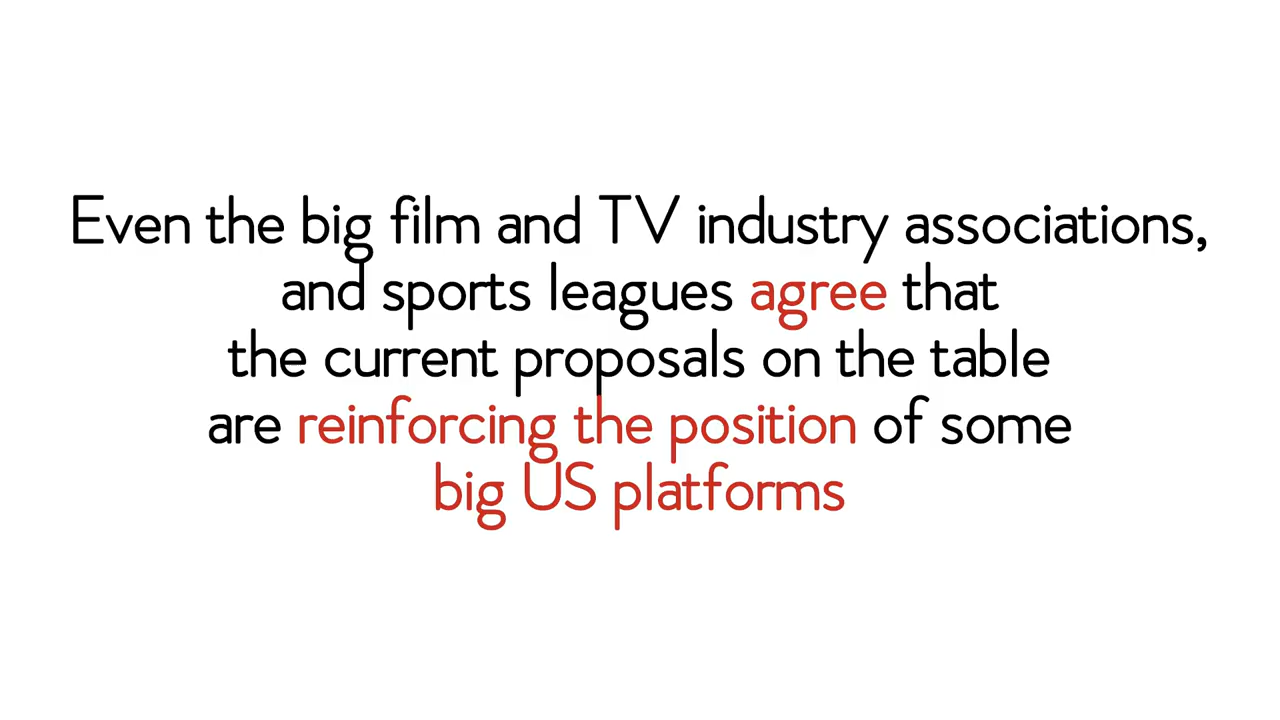 Even the big film and TV industry associations,
and sports leagues agree that
the current proposals on the table
are reinforcing the position of some
big US platforms